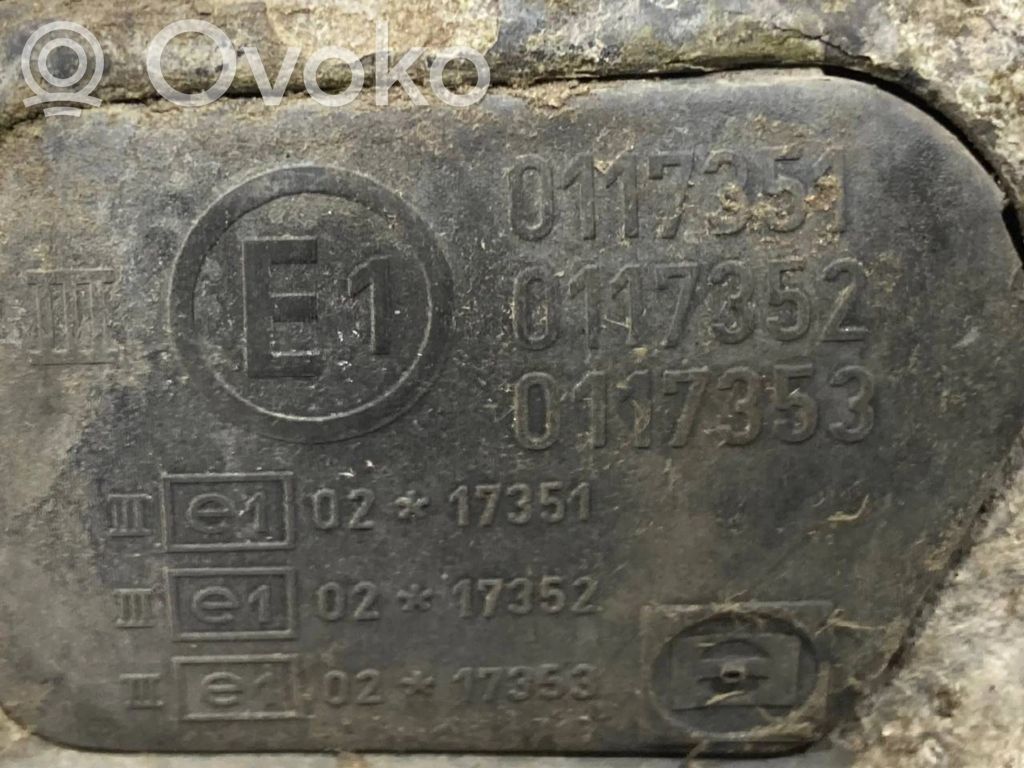 Ovoko
III E1 0117351
0117352
0117353
III e1 02*17351
III e1 02*17352
II e1 02*17353